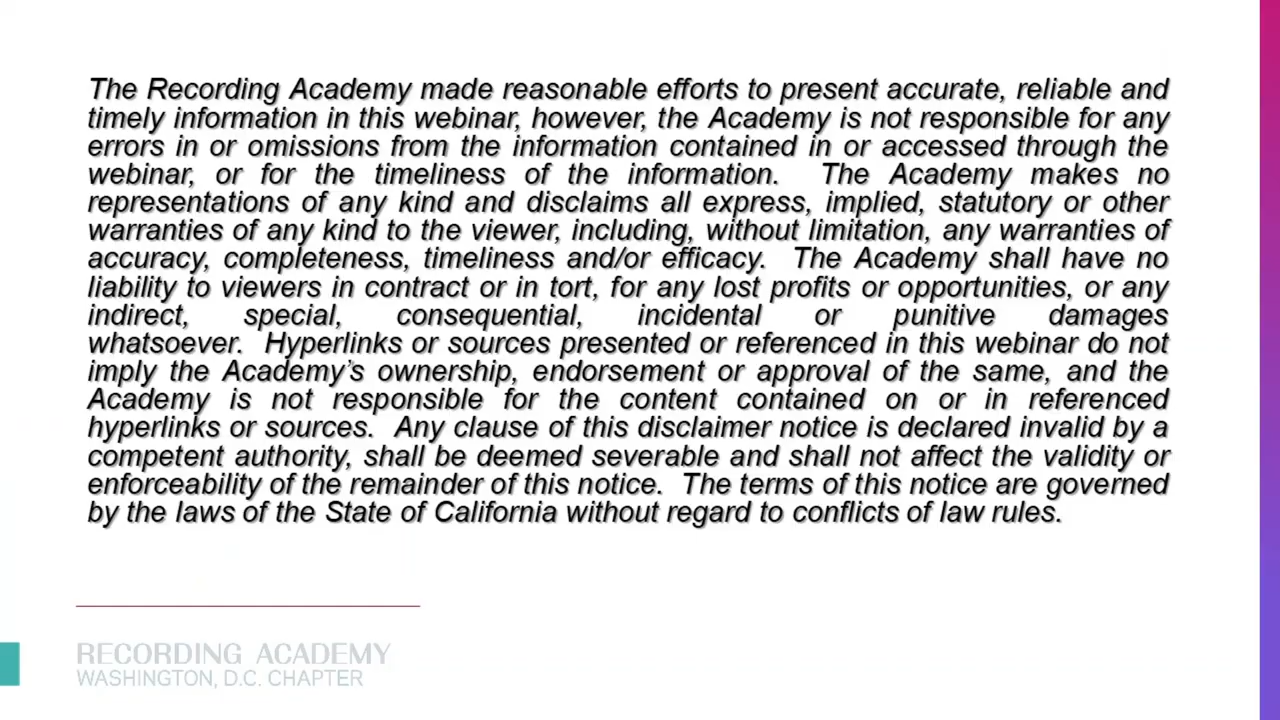 The Recording Academy made reasonable efforts to present accurate, reliable and
timely information in this webinar, however, the Academy is not responsible for any
errors in or omissions from the information contained in or accessed through the
webinar, or for the timeliness of the information. The Academy makes no
representations of any kind and disclaims all express, implied, statutory or other
warranties of any kind to the viewer, including, without limitation, any warranties of
accuracy, completeness, timeliness and/or efficacy. The Academy shall have no
liability to viewers in contract or in tort, for any lost profits or opportunities, or any
indirect, special, consequential, incidental or punitive damages
whatsoever. Hyperlinks or sources presented or referenced in this webinar do not
imply the Academy’s ownership, endorsement or approval of the same, and the
Academy is not responsible for the content contained on or in referenced
hyperlinks or sources. Any clause of this disclaimer notice is declared invalid by a
competent authority, shall be deemed severable and shall not affect the validity or
enforceability of the remainder of this notice. The terms of this notice are governed
by the laws of the State of California without regard to conflicts of law rules.
RECORDING ACADEMY
WASHINGTON, D.C. CHAPTER